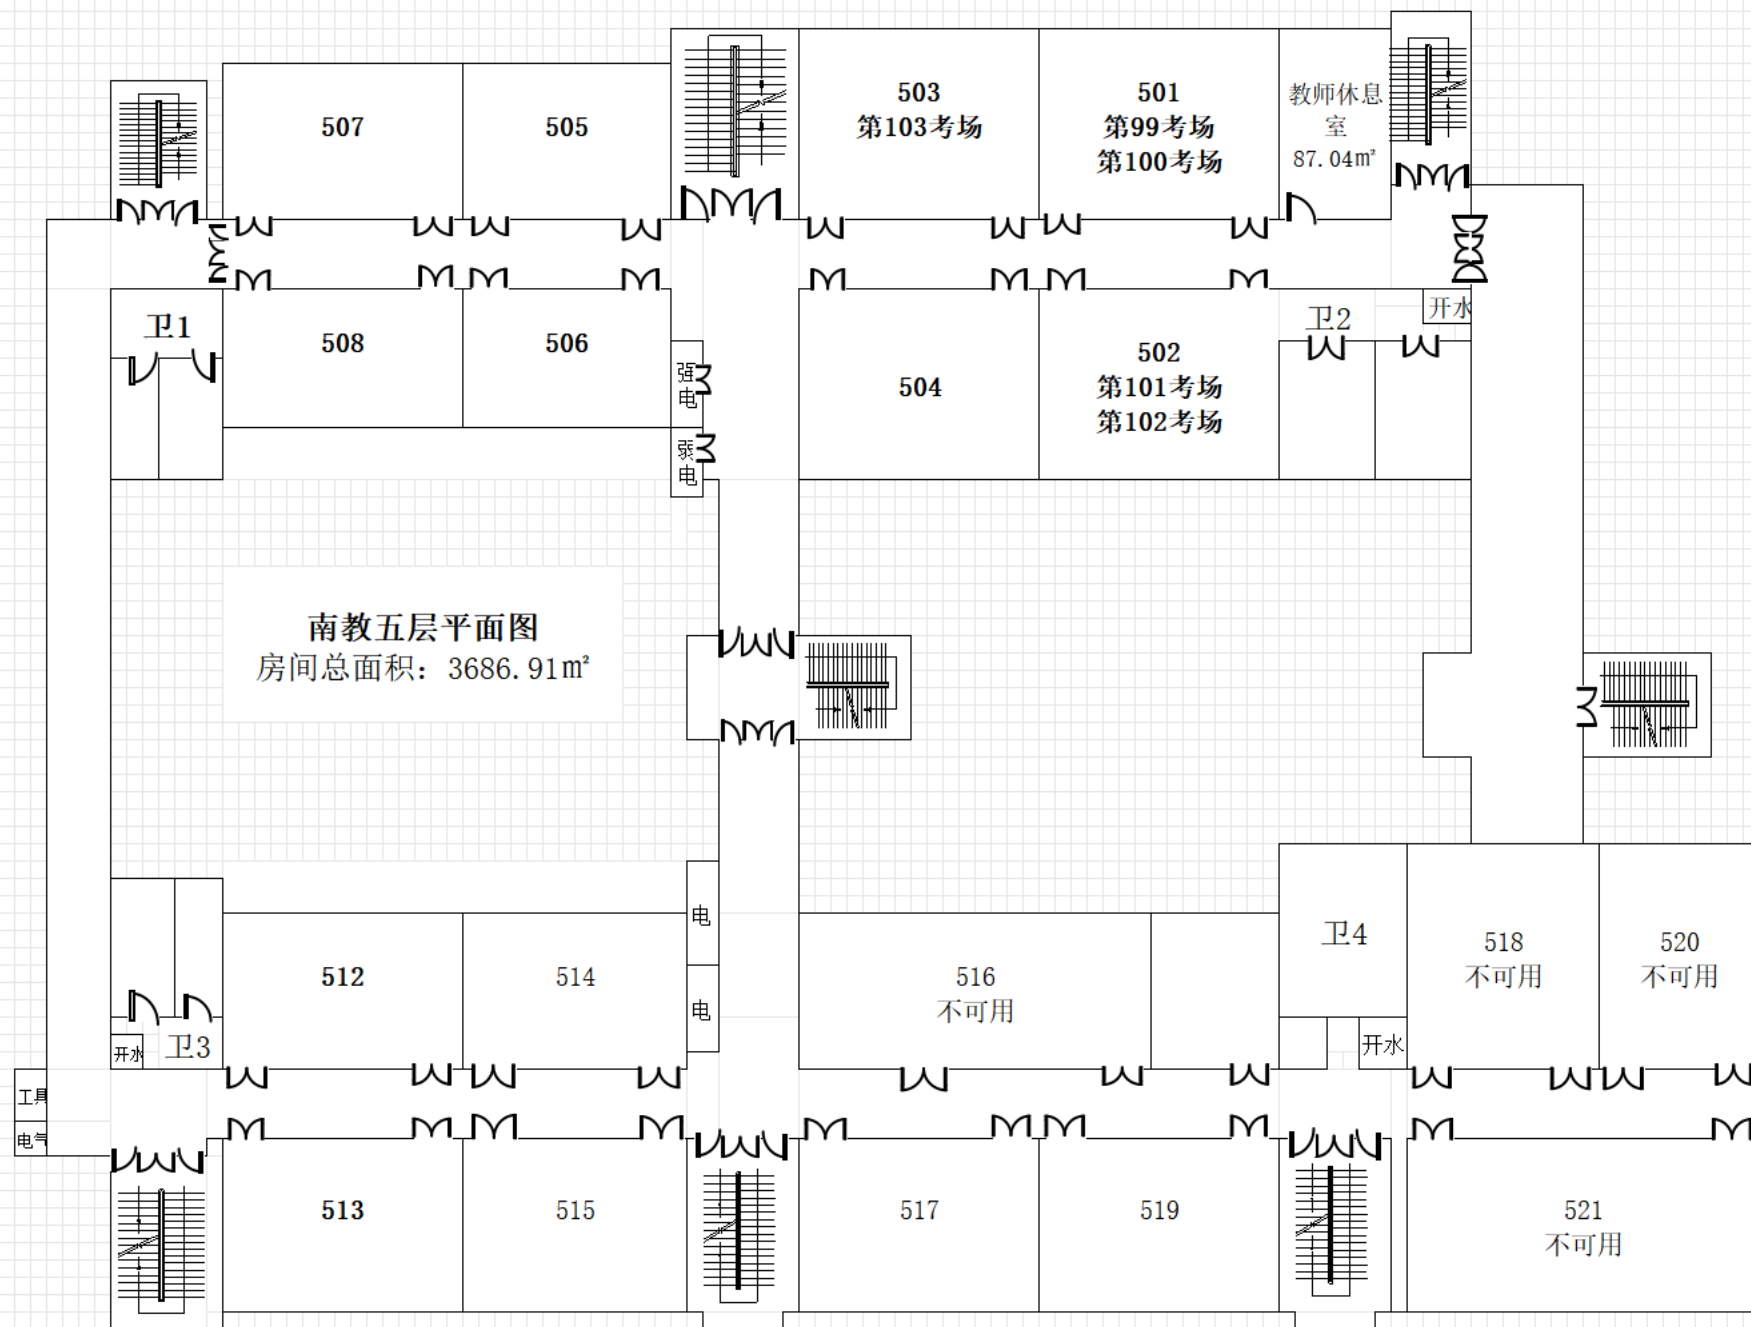 507
505
503
第103考场
501
第99考场
第100考场
教师休息
室
87.04㎡
卫1
508
506
强
电
弱
电
504
502
第101考场
第102考场
卫2
开水
南教五层平面图
房间总面积：3686.91㎡
512
514
电
电
516
不可用
卫4
518
不可用
520
不可用
开水
卫3
开水
工具
电气
513
515
517
519
521
不可用